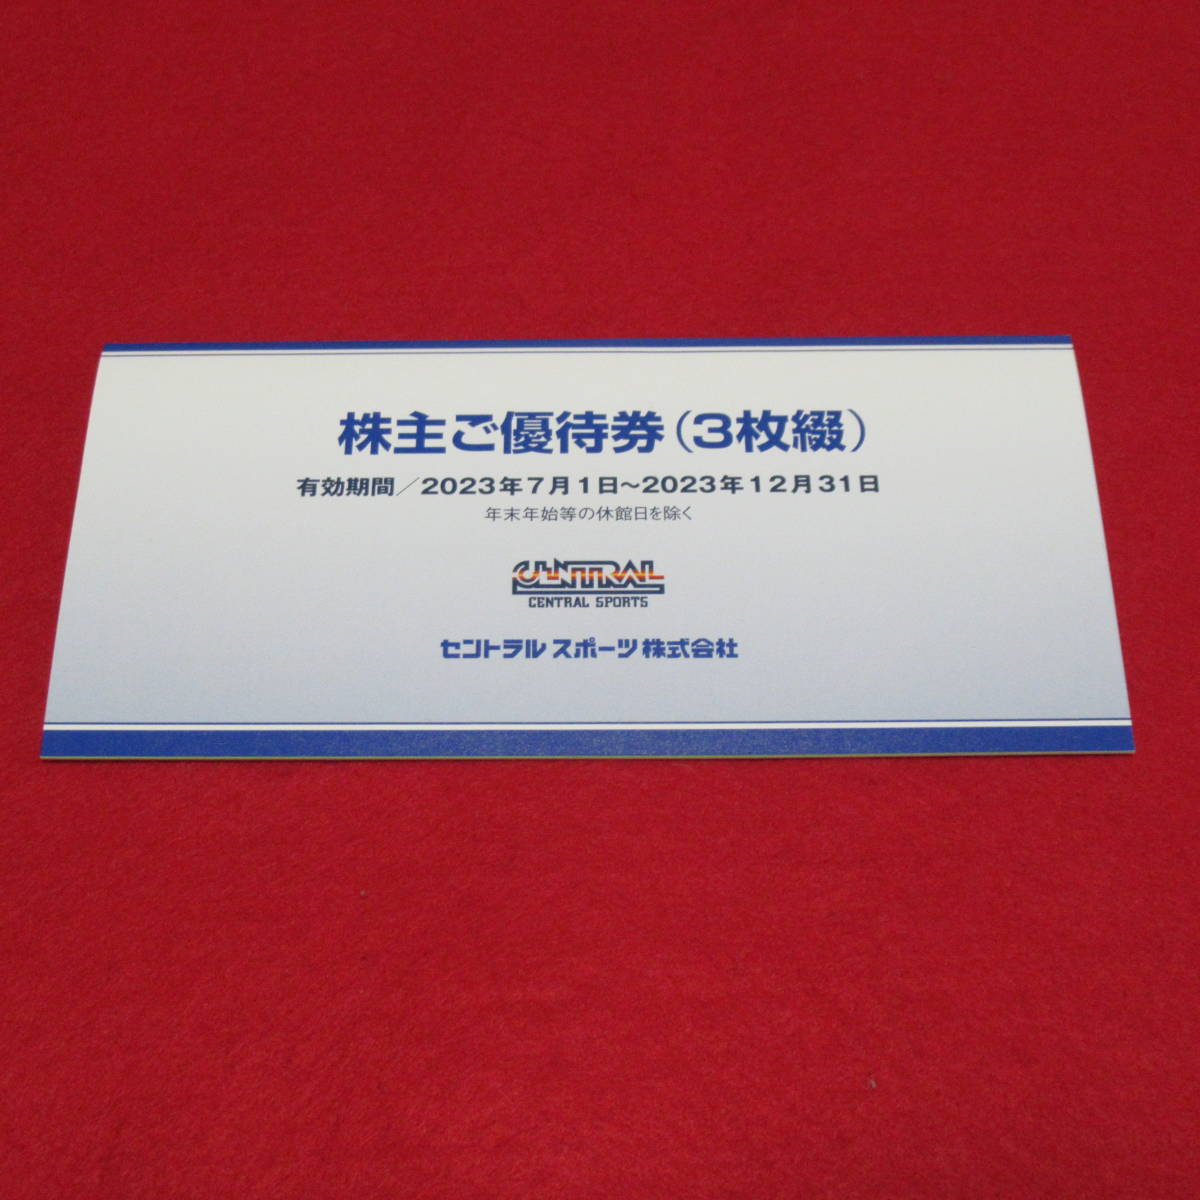 株主ご優待券（3枚綴）
有効期間／2023年7月1日～2023年12月31日
年末年始等の休館日を除く
CENTRAL
CENTRAL SPORTS
セントラルスポーツ株式会社